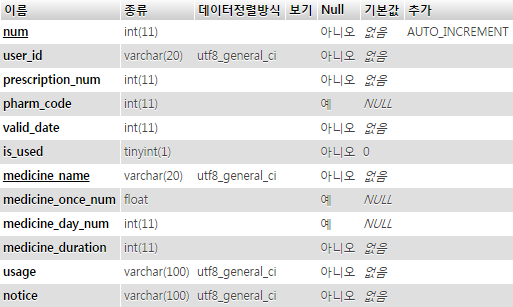 이름 종류 데이터정렬방식 보기 Null 기본값 추가
num int(11) 아니오 없음 AUTO_INCREMENT
user_id varchar(20) utf8_general_ci 아니오 없음
prescription_num int(11) 아니오 없음
pharm_code int(11) 예 NULL
valid_date int(11) 아니오 없음
is_used tinyint(1) 아니오 0
medicine_name varchar(20) utf8_general_ci 아니오 없음
medicine_once_num float 예 NULL
medicine_day_num int(11) 예 NULL
medicine_duration int(11) 아니오 없음
usage varchar(100) utf8_general_ci 아니오 없음
notice varchar(100) utf8_general_ci 아니오 없음